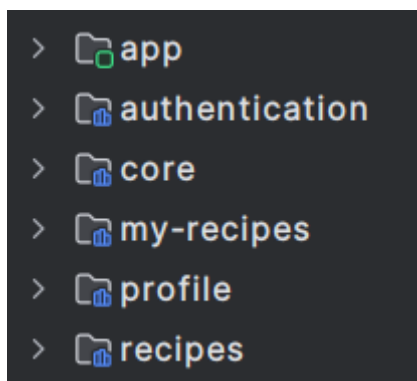 app
authentication
core
my-recipes
profile
recipes